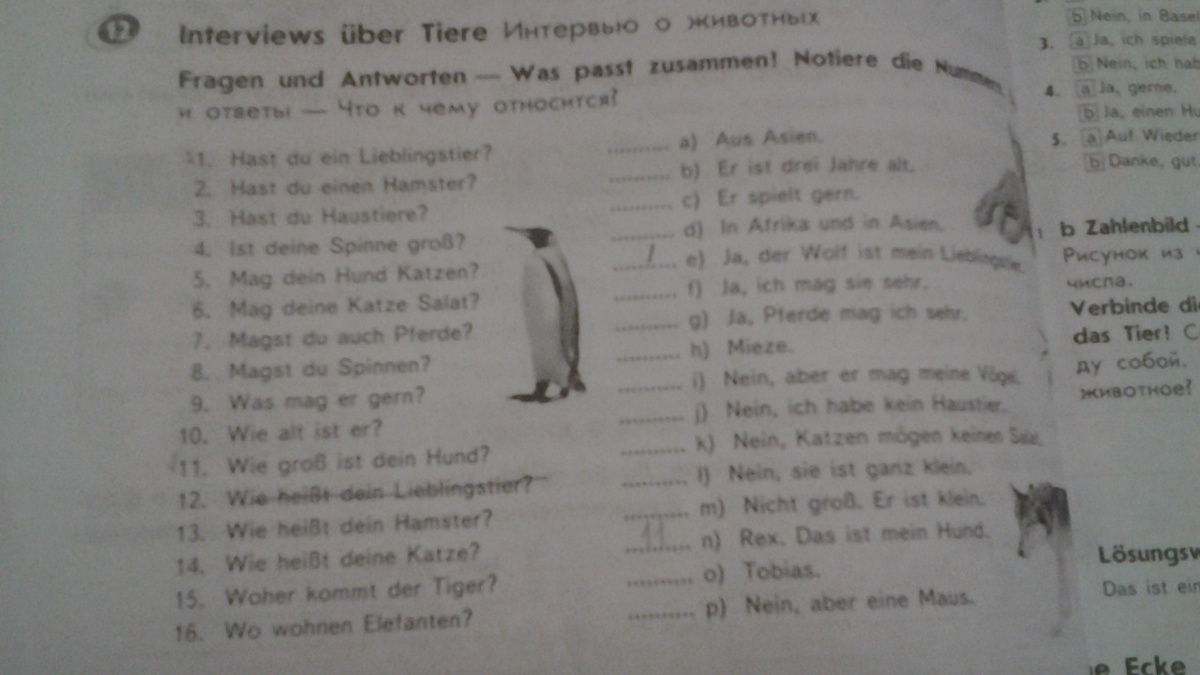 Interviews über Tiere Интервью о животных
Fragen und Antworten — Was passt zusammen? Notiere die Nummern
и ответы — Что к чему относится?
1. Hast du ein Lieblingstier?
2. Hast du einen Hamster?
3. Hast du Haustiere?
4. Ist deine Spinne groß?
5. Mag dein Hund Katzen?
6. Mag deine Katze Salat?
7. Magst du auch Pferde?
8. Magst du Spinnen?
9. Was mag er gern?
10. Wie alt ist er?
11. Wie groß ist dein Hund?
12. Wie heißt dein Lieblingstier?
13. Wie heißt dein Hamster?
14. Wie heißt deine Katze?
15. Woher kommt der Tiger?
16. Wo wohnen Elefanten?
.......... a) Aus Asien.
.......... b) Er ist drei Jahre alt.
.......... c) Er spielt gern.
.......... d) In Afrika und in Asien.
....1.... e) Ja, der Wolf ist mein Lieblingstier.
.......... f) Ja, ich mag sie sehr.
.......... g) Ja, Pferde mag ich sehr.
.......... h) Mieze.
.......... i) Nein, aber er mag meine Vögel.
.......... j) Nein, ich habe kein Haustier.
.......... k) Nein, Katzen mögen keinen Salat.
.......... l) Nein, sie ist ganz klein.
.......... m) Nicht groß. Er ist klein.
....11.... n) Rex. Das ist mein Hund.
.......... o) Tobias.
.......... p) Nein, aber eine Maus.
b Nein, in Basel
3. a Ja, ich spiele
b Nein, ich hab
4. a Ja, gerne.
b Ja, einen Hu
5. a Auf Wieder
b Danke, gut.
b Zahlenbild -
Рисунок из
числа.
Verbinde di
das Tier! С
ду собой.
животное?
Lösungsw
Das ist ein
e Ecke